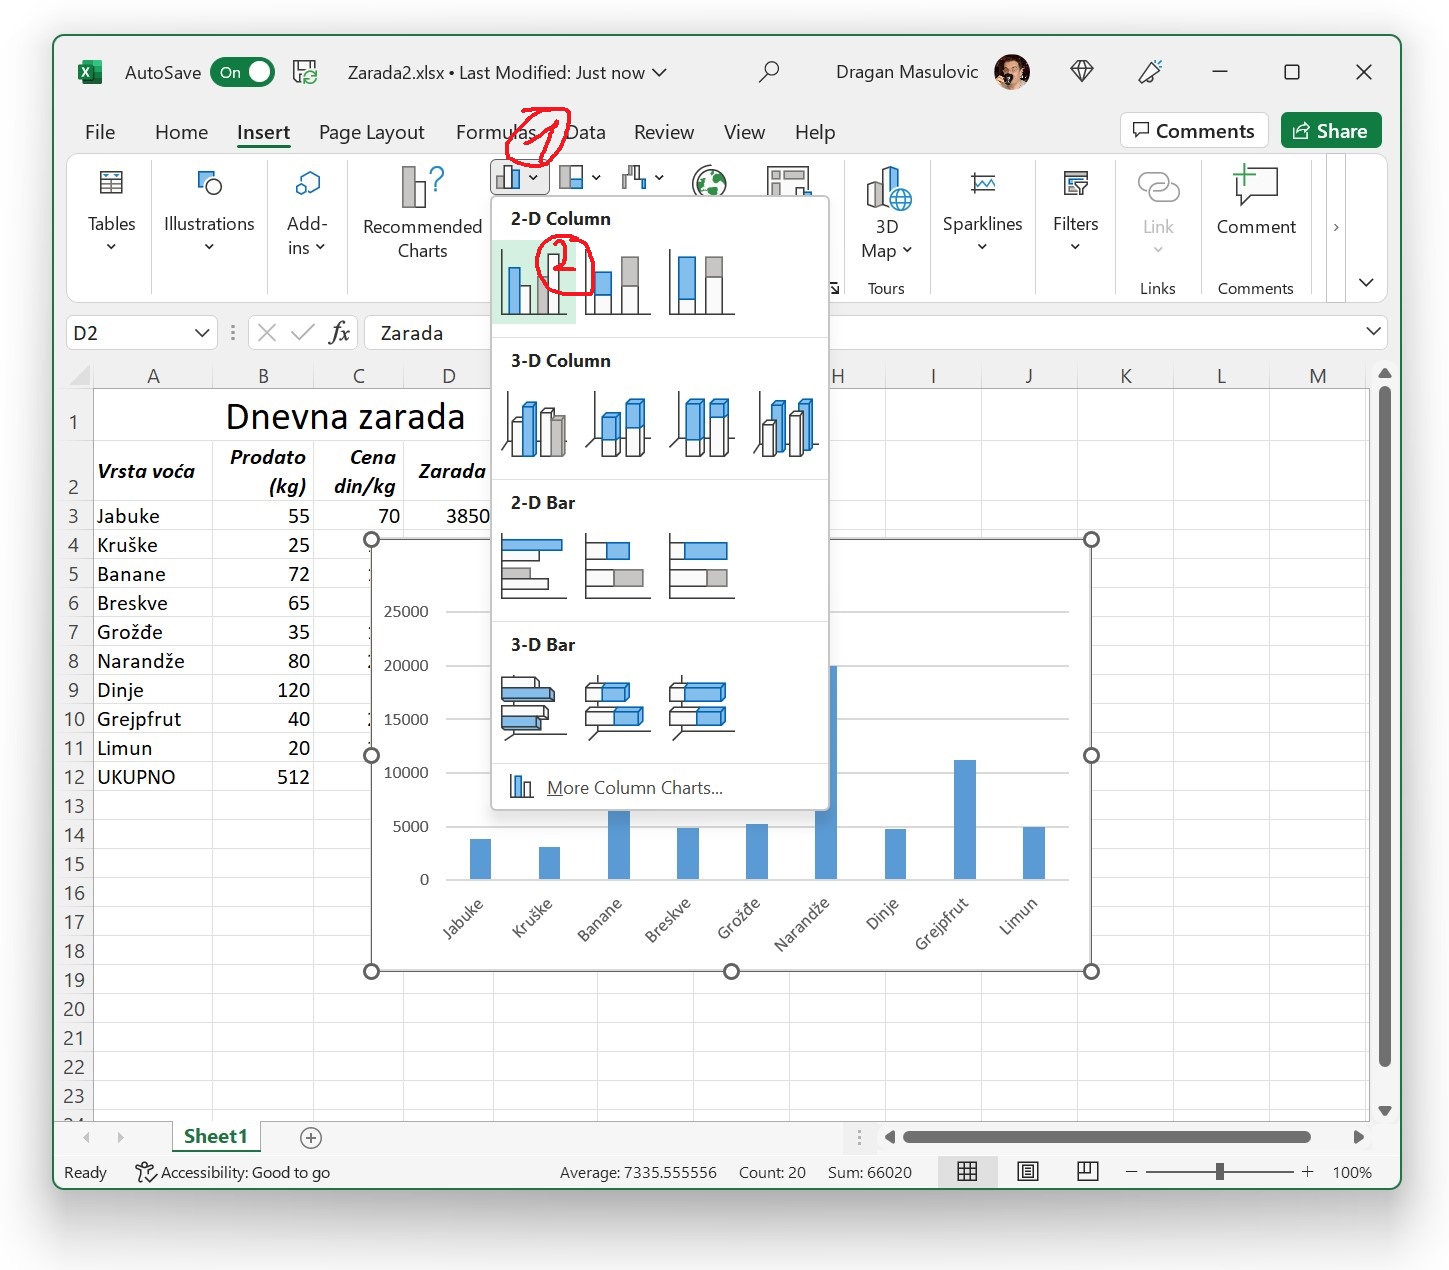 AutoSave On Zarada2.xlsx • Last Modified: Just now Dragan Masulovic
File Home Insert Page Layout Formulas Data Review View Help Comments Share
1
Tables
Illustrations
Add-
ins
Recommended
Charts
3D
Map
Tours
Sparklines
Filters
Link
Links
Comment
Comments
2-D Column
2
3-D Column
2-D Bar
3-D Bar
More Column Charts...
D2 fx Zarada
A B C D H I J K L M
1 Dnevna zarada
2 Vrsta voća Prodato (kg) Cena din/kg Zarada
3 Jabuke 55 70 3850
4 Kruške 25
5 Banane 72
6 Breskve 65
7 Grožđe 35
8 Narandže 80
9 Dinje 120
10 Grejpfrut 40
11 Limun 20
12 UKUPNO 512
13
14
15
16
17
18
19
20
21
22
23
25000
20000
15000
10000
5000
0
Jabuke Kruške Banane Breskve Grožđe Narandže Dinje Grejpfrut Limun
Sheet1
Ready Accessibility: Good to go Average: 7335.555556 Count: 20 Sum: 66020 100%